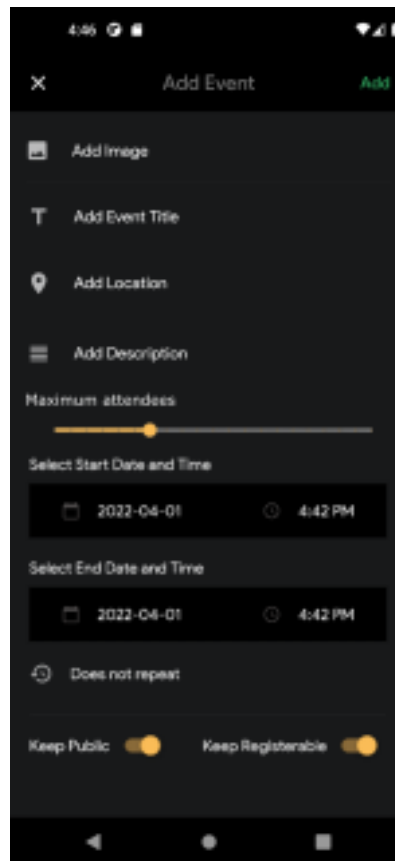 4:46
Add Event Add
Add Image
Add Event Title
Add Location
Add Description
Maximum attendees
Select Start Date and Time
2022-04-01 4:42 PM
Select End Date and Time
2022-04-01 4:42 PM
Does not repeat
Keep Public Keep Registerable